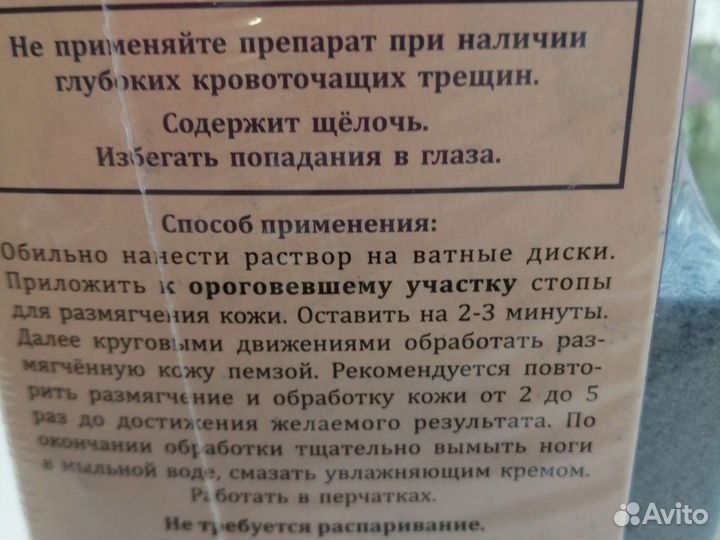 Не применяйте препарат при наличии
глубоких кровоточащих трещин.
Содержит щёлочь.
Избегать попадания в глаза.
Способ применения:
Обильно нанести раствор на ватные диски.
Приложить к ороговевшему участку стопы
для размягчения кожи. Оставить на 2-3 минуты.
Далее круговыми движениями обработать раз-
мягчённую кожу пемзой. Рекомендуется повто-
рить размягчение и обработку кожи от 2 до 5
раз до достижения желаемого результата. По
окончании обработки тщательно вымыть ноги
в мыльной воде, смазать увлажняющим кремом.
Работать в перчатках.
Не требуется распаривание.
Avito